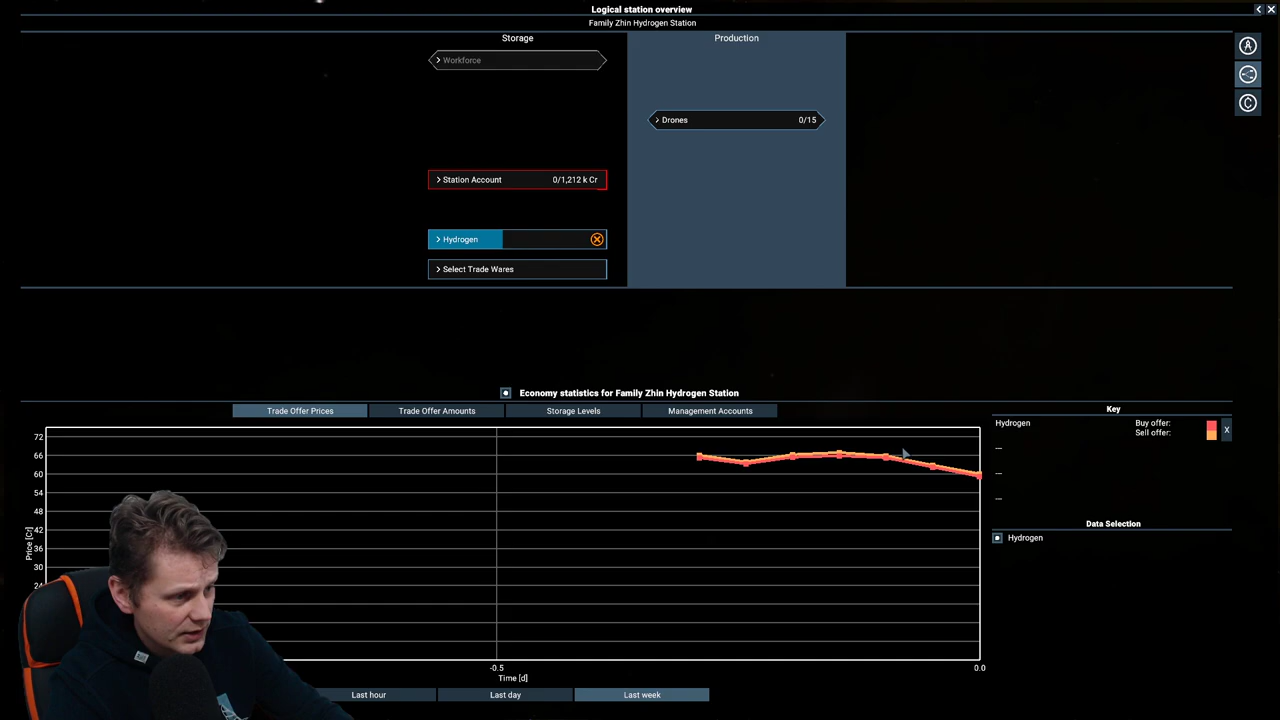 Logical station overview
Family Zhin Hydrogen Station
Storage
Production
Workforce
Drones 0/15
Station Account 0/1,212 k Cr
Hydrogen
Select Trade Wares
Economy statistics for Family Zhin Hydrogen Station
Trade Offer Prices Trade Offer Amounts Storage Levels Management Accounts
Key
Hydrogen Buy offer:
Sell offer:
X
72
66
60
54
48
42
36
30
24
Price [Cr]
-0.5 0.0
Time [d]
Last hour Last day Last week
Data Selection
Hydrogen